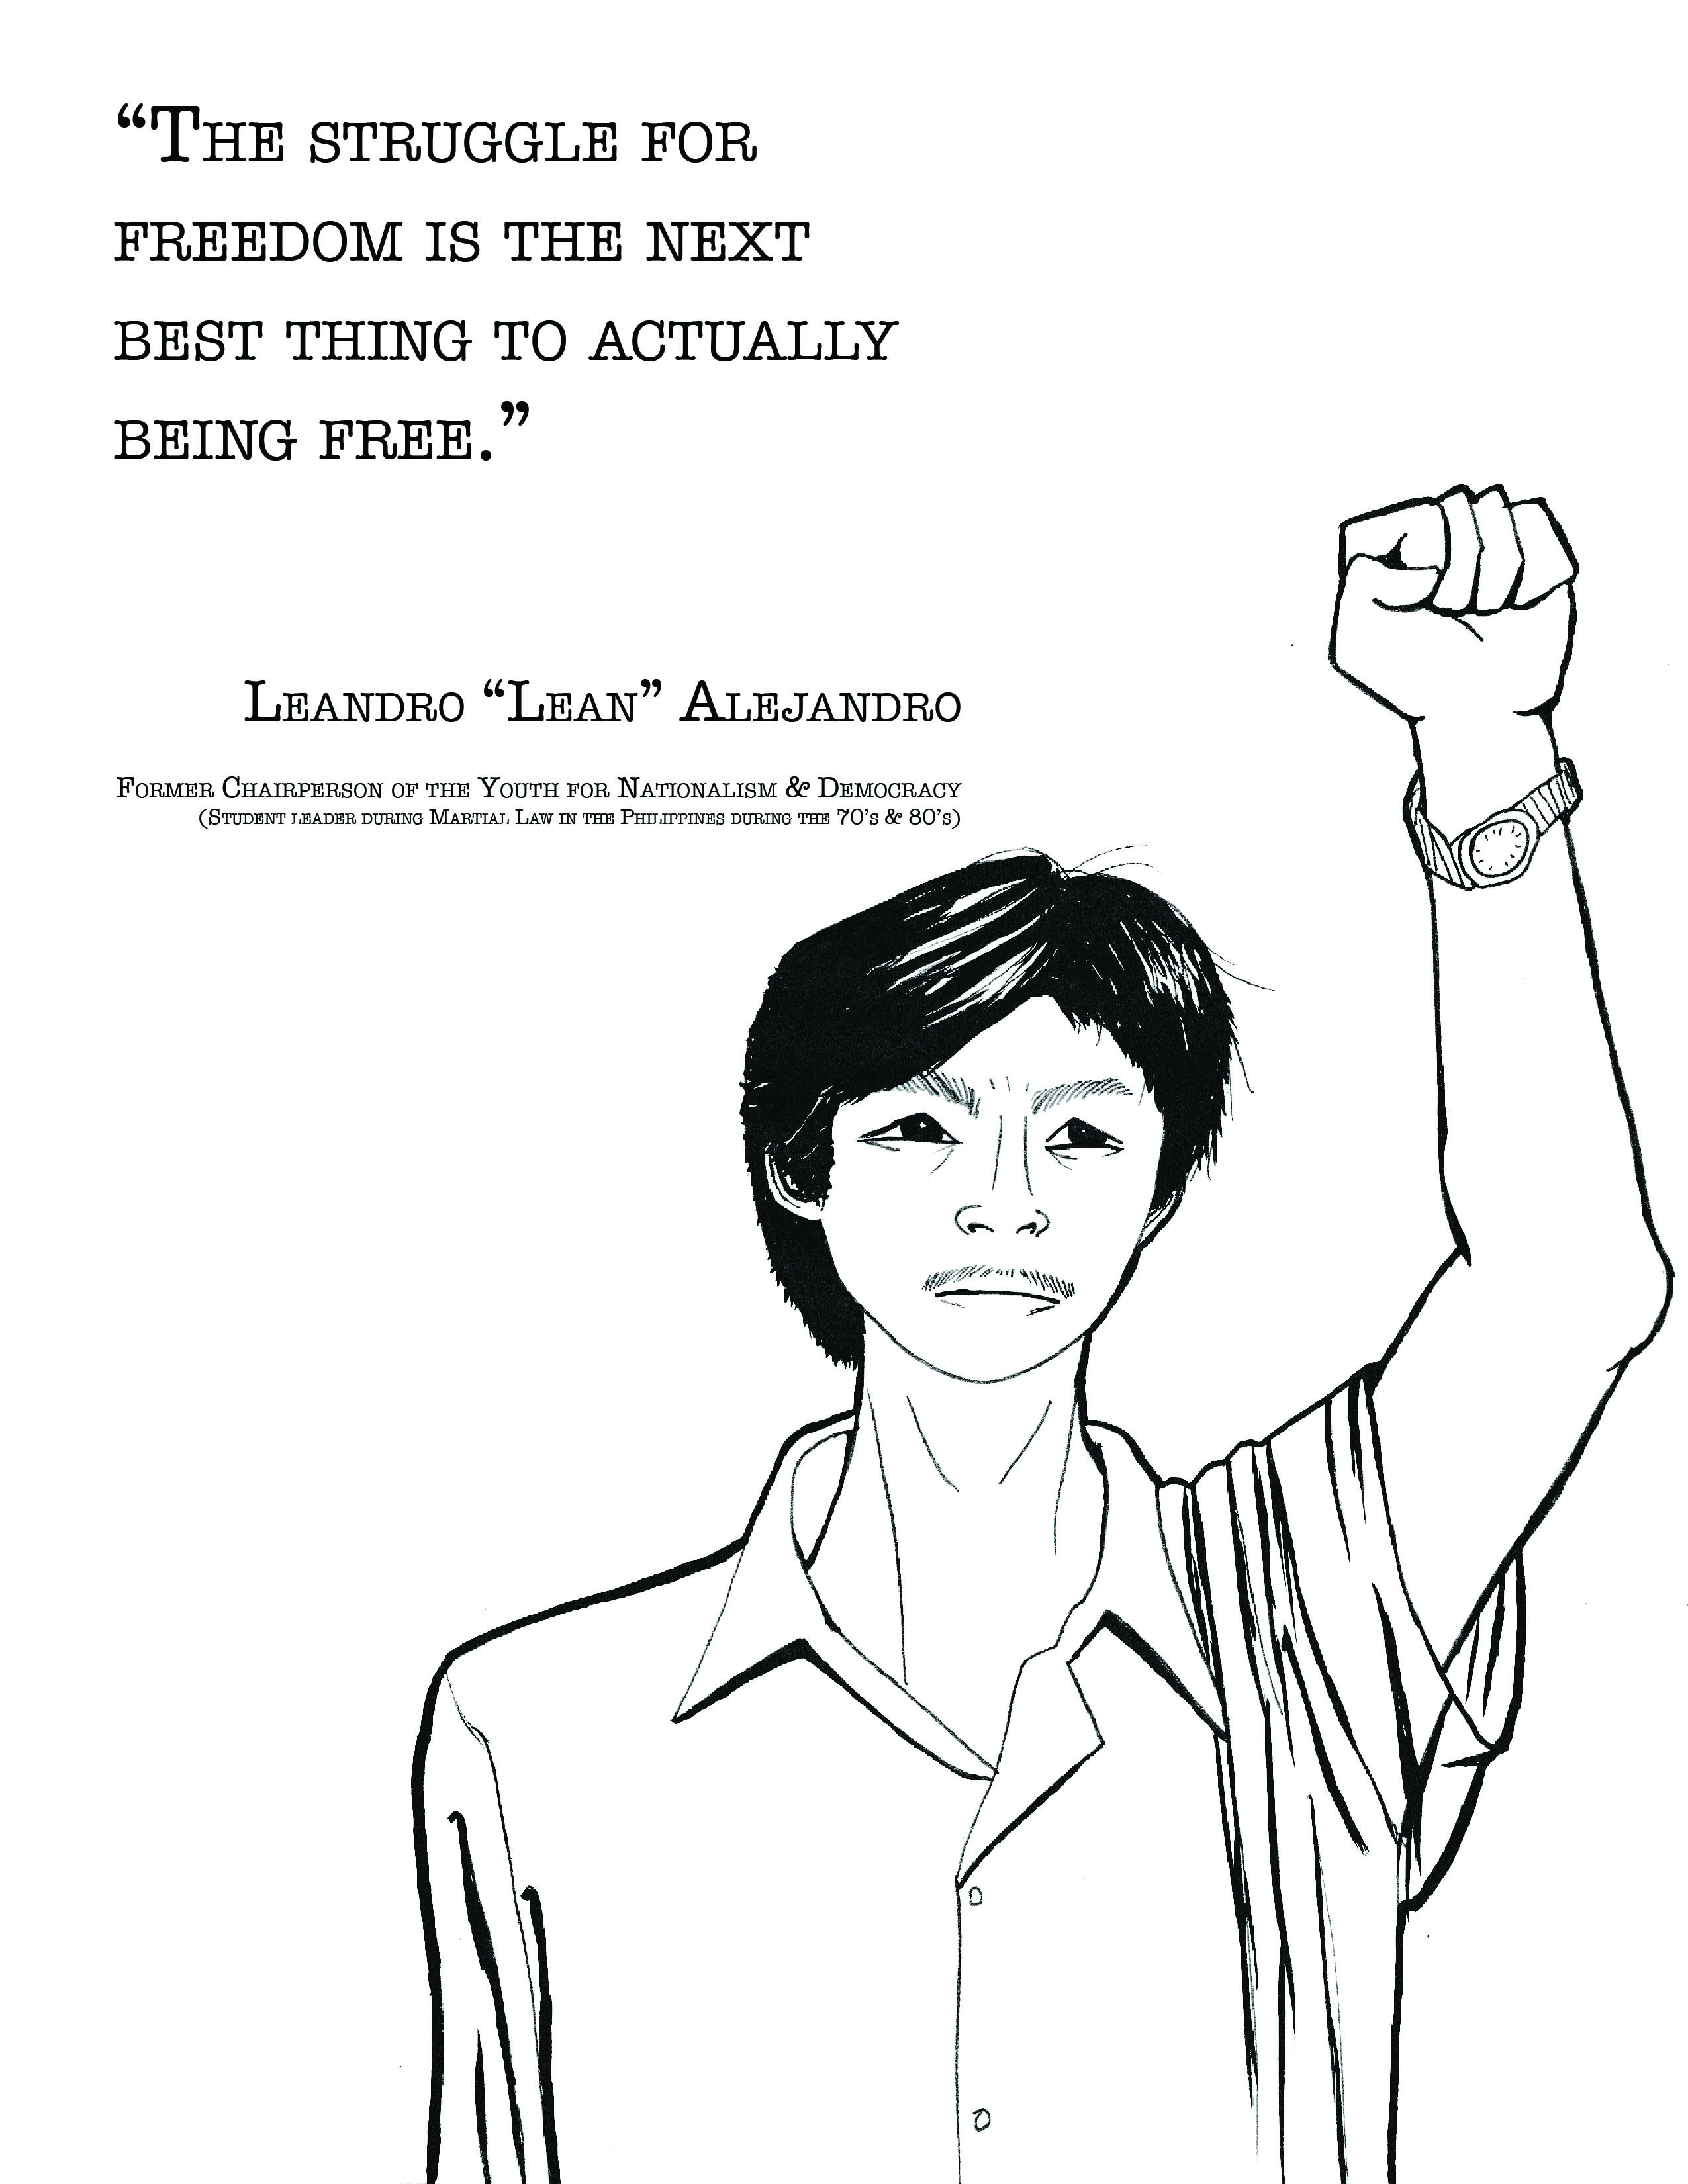 “The struggle for
freedom is the next
best thing to actually
being free.”
Leandro “Lean” Alejandro
Former Chairperson of the Youth for Nationalism & Democracy
(Student leader during Martial Law in the Philippines during the 70’s & 80’s)